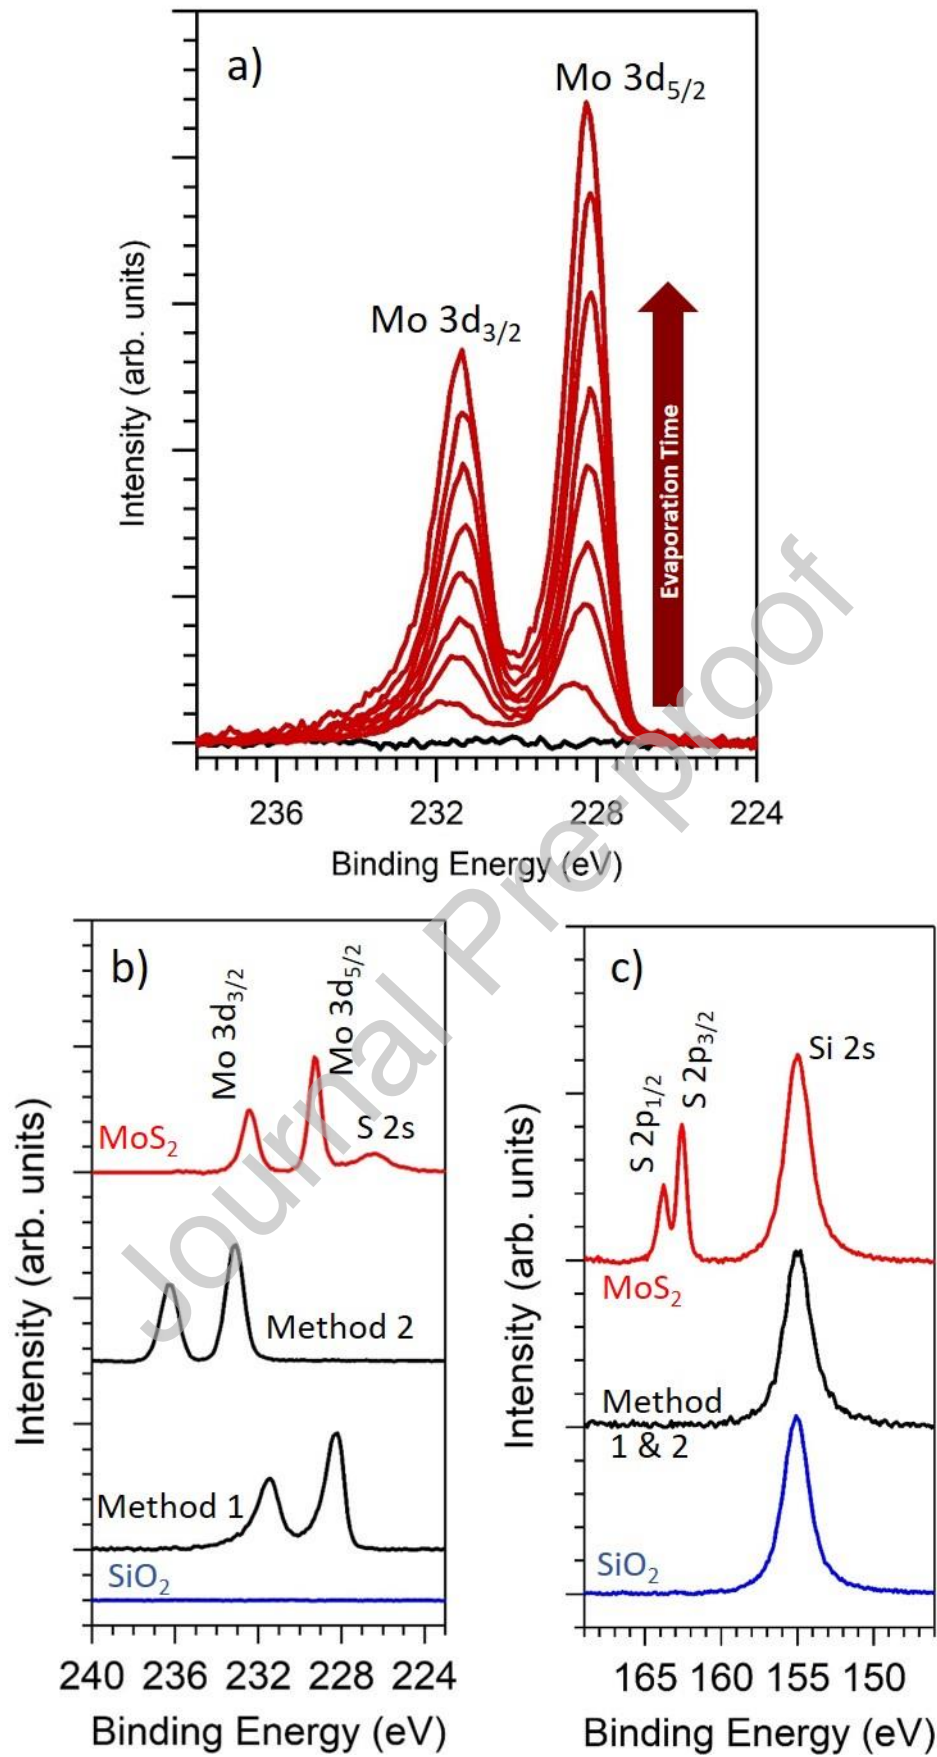 a)
Mo 3d5/2
Mo 3d3/2
Evaporation Time
Intensity (arb. units)
236 232 228 224
Binding Energy (eV)
Journal Pre-proof
b)
Mo 3d3/2
Mo 3d5/2
S 2s
MoS2
Method 2
Method 1
SiO2
Intensity (arb. units)
240 236 232 228 224
Binding Energy (eV)
c)
S 2p1/2
S 2p3/2
Si 2s
MoS2
Method
1 & 2
SiO2
Intensity (arb. units)
165 160 155 150
Binding Energy (eV)